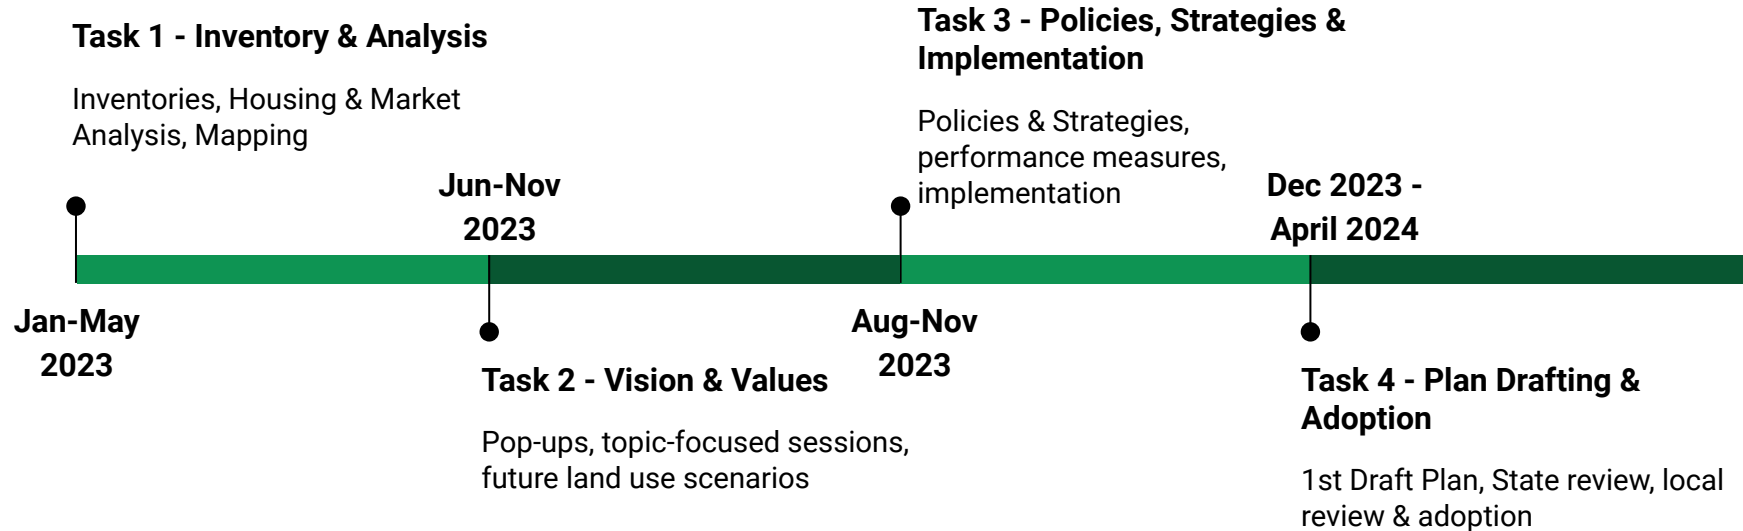 Task 1 - Inventory & Analysis
Inventories, Housing & Market
Analysis, Mapping
Jan-May
2023
Jun-Nov
2023
Task 2 - Vision & Values
Pop-ups, topic-focused sessions,
future land use scenarios
Task 3 - Policies, Strategies &
Implementation
Policies & Strategies,
performance measures,
implementation
Aug-Nov
2023
Dec 2023 -
April 2024
Task 4 - Plan Drafting &
Adoption
1st Draft Plan, State review, local
review & adoption